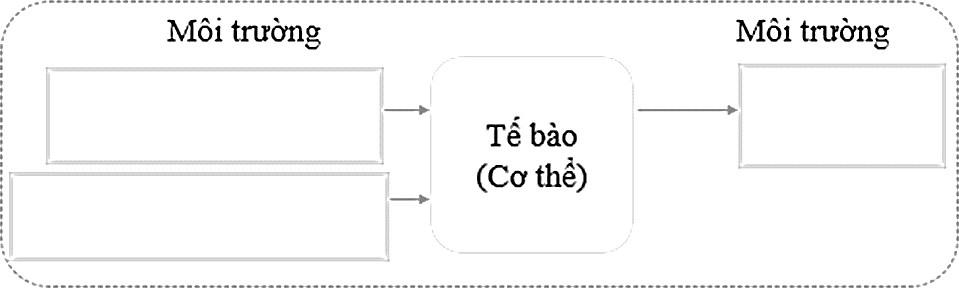 Môi trường
Môi trường
Tế bào
(Cơ thể)